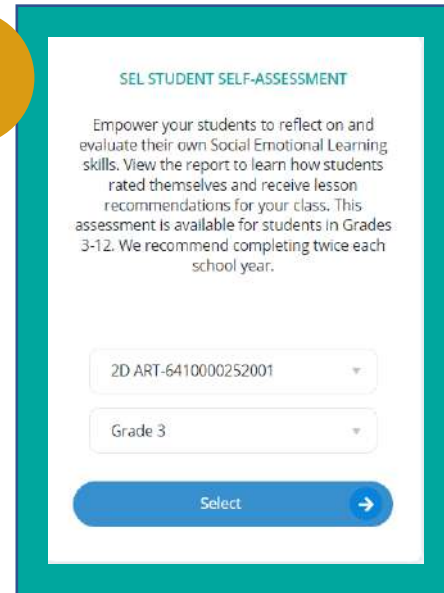 SEL STUDENT SELF-ASSESSMENT
Empower your students to reflect on and
evaluate their own Social Emotional Learning
skills. View the report to learn how students
rated themselves and receive lesson
recommendations for your class. This
assessment is available for students in Grades
3-12. We recommend completing twice each
school year.
2D ART-6410000252001
Grade 3
Select